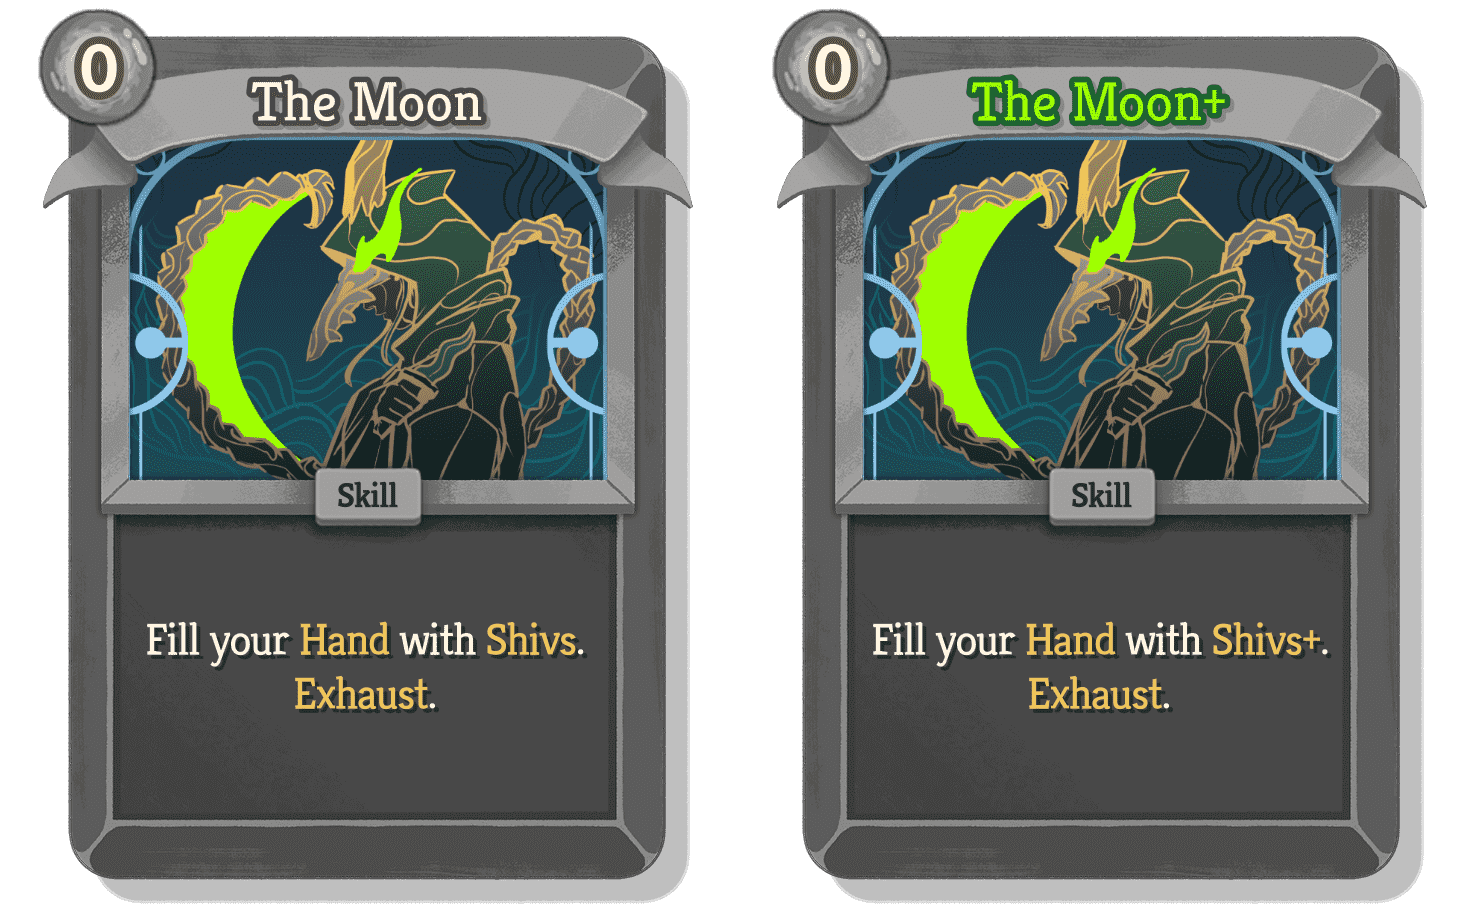 0
The Moon
Skill
Fill your Hand with Shivs.
Exhaust.
0
The Moon+
Skill
Fill your Hand with Shivs+.
Exhaust.